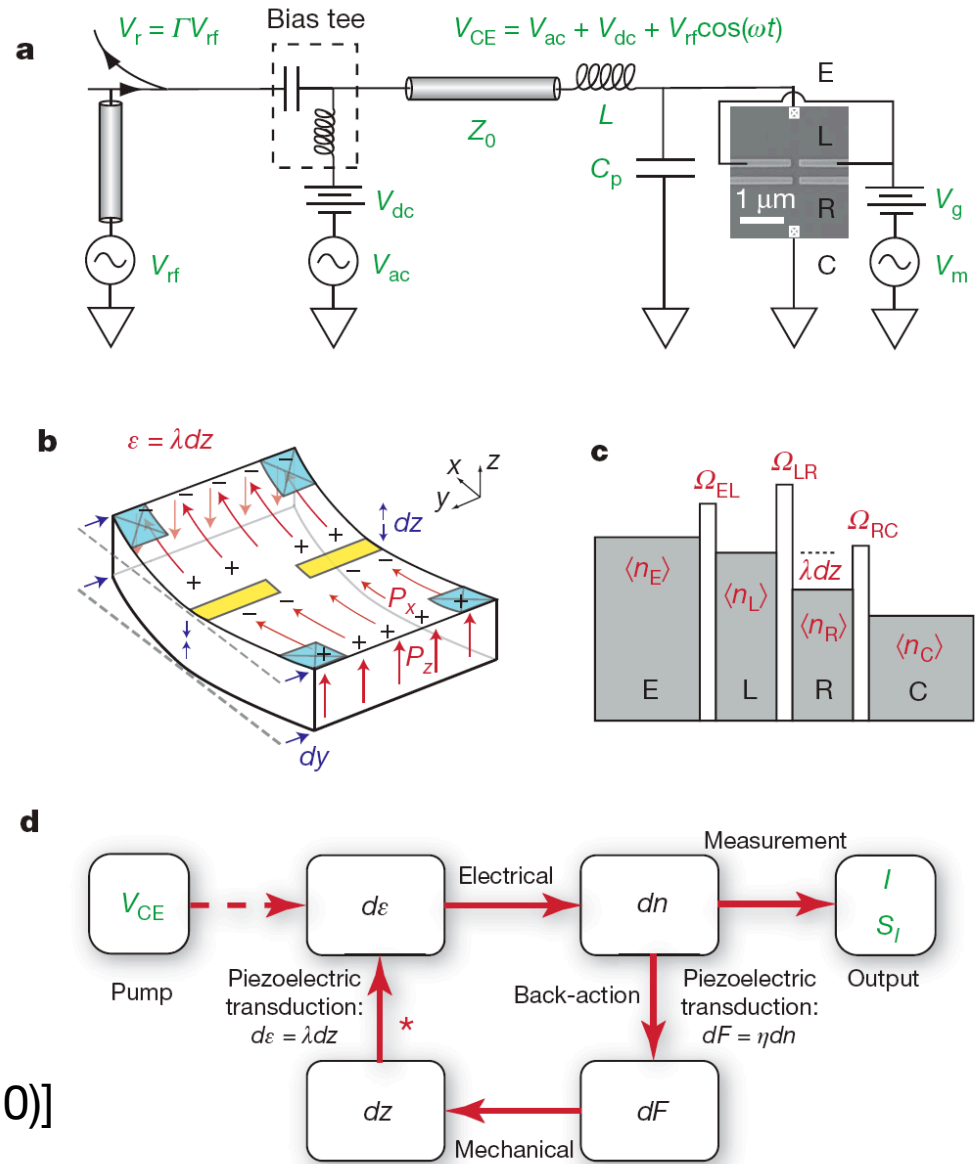 a
V_r = ΓV_rf
Bias tee
V_CE = V_ac + V_dc + V_rf cos(ωt)
E
L
Z_0
L
C_p
1 μm
R
C
V_dc
V_g
V_rf
V_ac
V_m
b
ε = λdz
x
z
y
dz
P_x
P_z
dy
c
Ω_EL
Ω_LR
Ω_RC
⟨n_E⟩
⟨n_L⟩
λdz
⟨n_R⟩
⟨n_C⟩
E
L
R
C
d
Measurement
V_CE
dε
Electrical
dn
I
S_I
Pump
Piezoelectric
transduction:
dε = λdz
*
Back-action
Piezoelectric
transduction:
dF = ηdn
Output
0)]
dz
Mechanical
dF